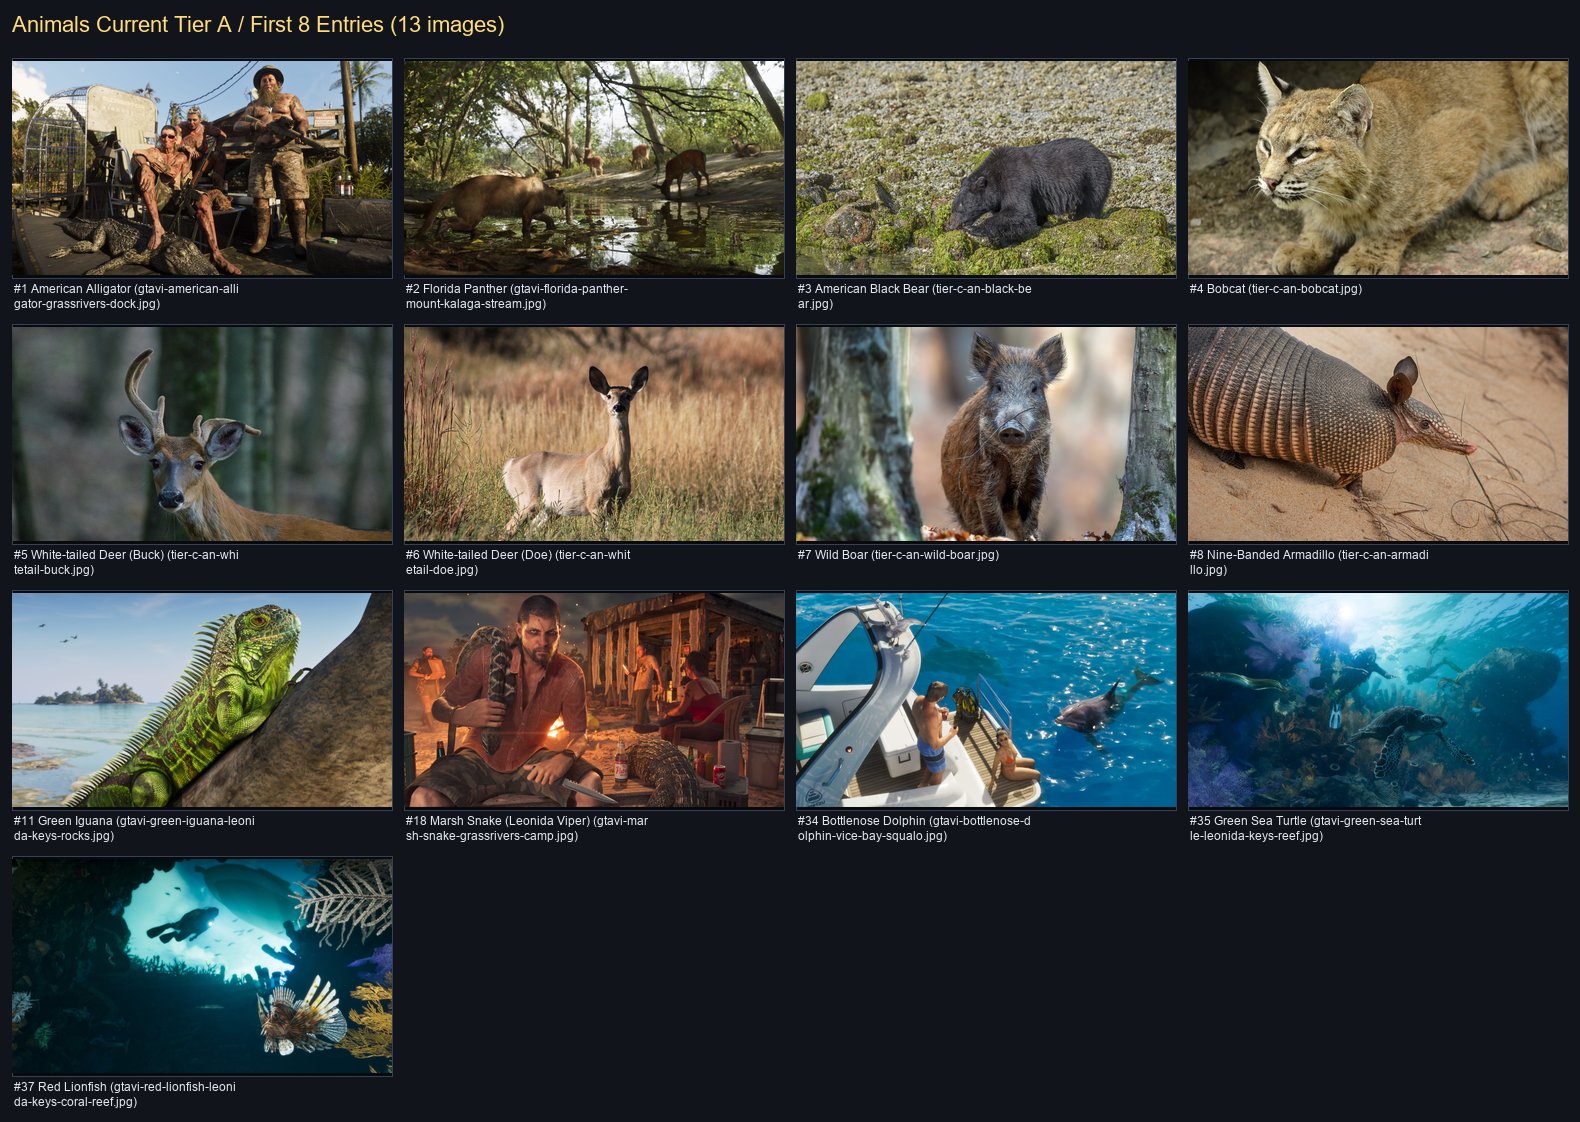 Animals Current Tier A / First 8 Entries (13 images)
#1 American Alligator (gtavi-american-alli
gator-grassrivers-dock.jpg)
#2 Florida Panther (gtavi-florida-panther-
mount-kalaga-stream.jpg)
#3 American Black Bear (tier-c-an-black-be
ar.jpg)
#4 Bobcat (tier-c-an-bobcat.jpg)
#5 White-tailed Deer (Buck) (tier-c-an-whi
tetail-buck.jpg)
#6 White-tailed Deer (Doe) (tier-c-an-whit
etail-doe.jpg)
#7 Wild Boar (tier-c-an-wild-boar.jpg)
#8 Nine-Banded Armadillo (tier-c-an-armadi
llo.jpg)
#11 Green Iguana (gtavi-green-iguana-leoni
da-keys-rocks.jpg)
#18 Marsh Snake (Leonida Viper) (gtavi-mar
sh-snake-grassrivers-camp.jpg)
#34 Bottlenose Dolphin (gtavi-bottlenose-d
olphin-vice-bay-squalo.jpg)
#35 Green Sea Turtle (gtavi-green-sea-turt
le-leonida-keys-reef.jpg)
#37 Red Lionfish (gtavi-red-lionfish-leoni
da-keys-coral-reef.jpg)